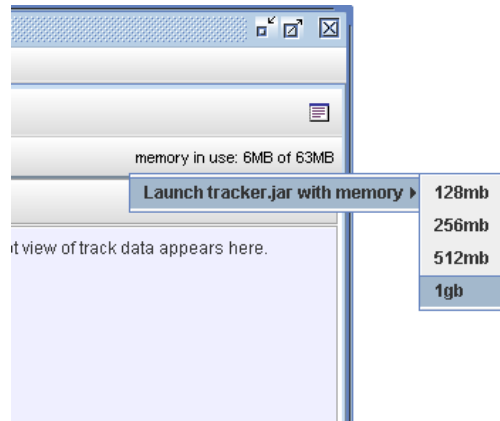 memory in use: 6MB of 63MB
Launch tracker.jar with memory
128mb
256mb
512mb
1gb
view of track data appears here.